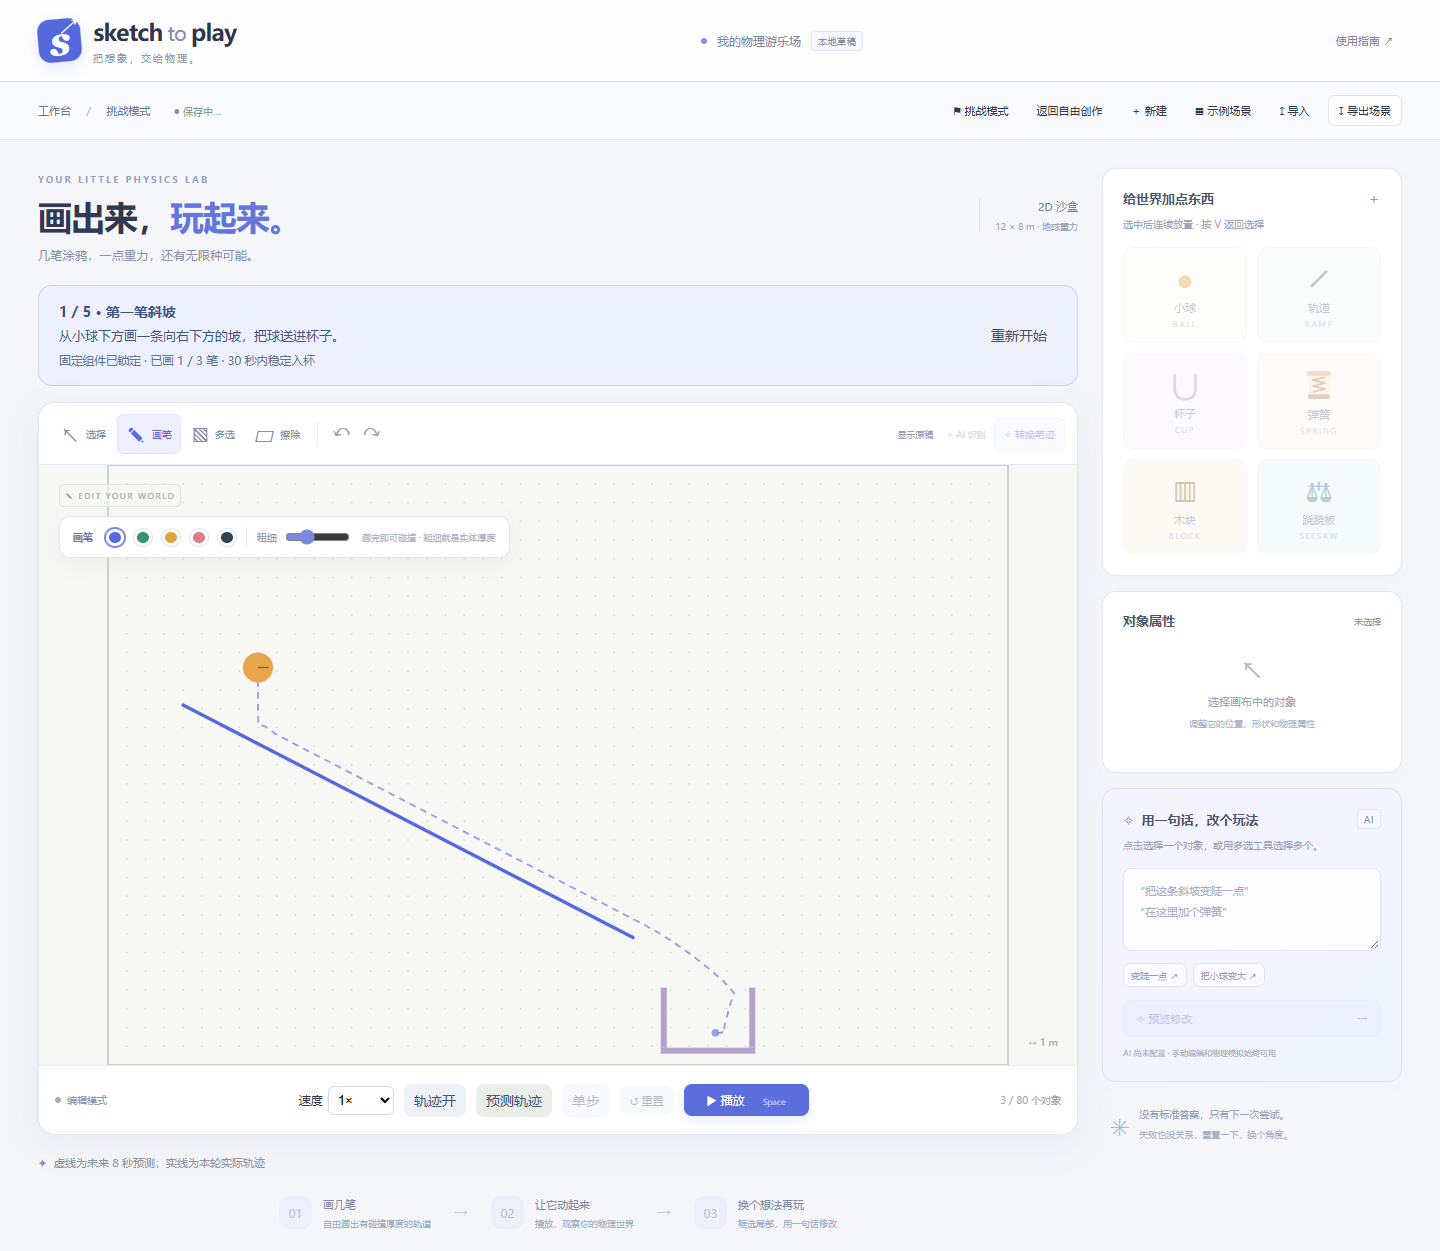 sketch to play
把想象，交给物理。
我的物理游乐场 本地草稿
使用指南 ↗
工作台 / 挑战模式 保存中...
挑战模式 返回自由创作 + 新建 示例场景 导入 导出场景
YOUR LITTLE PHYSICS LAB
画出来，玩起来。
几笔涂鸦，一点重力，还有无限种可能。
2D 沙盒
12 × 8 m · 地球重力
1 / 5 • 第一笔斜坡
从小球下方画一条向右下方的坡，把球送进杯子。
固定组件已锁定 · 已画 1 / 3 笔 · 30 秒内稳定入杯
重新开始
选择 画笔 多选 擦除
显示原稿 AI 识别 转换笔迹
EDIT YOUR WORLD
画笔 粗细 画完即可碰撞 · 粗细就是实体厚度
↔ 1 m
编辑模式 速度 1× 轨迹开 预测轨迹 单步 ↺ 重置 ▶ 播放 Space 3 / 80 个对象
虚线为未来 8 秒预测；实线为本轮实际轨迹
01 画几笔
自由画出有碰撞厚度的轨道
→
02 让它动起来
播放，观察你的物理世界
→
03 换个想法再玩
框选局部，用一句话修改
给世界加点东西 +
选中后连续放置 · 按 V 返回选择
小球
BALL
轨道
RAMP
杯子
CUP
弹簧
SPRING
木块
BLOCK
跷跷板
SEESAW
对象属性 未选择
选择画布中的对象
调整它的位置、形状和物理属性
用一句话，改个玩法 AI
点击选择一个对象，或用多选工具选择多个。
“把这条斜坡变陡一点”
“在这里加个弹簧”
变陡一点 ↗ 把小球变大 ↗
预览修改 →
AI 尚未配置 · 手动编辑和物理模拟始终可用
没有标准答案，只有下一次尝试。
失败也没关系，重置一下，换个角度。